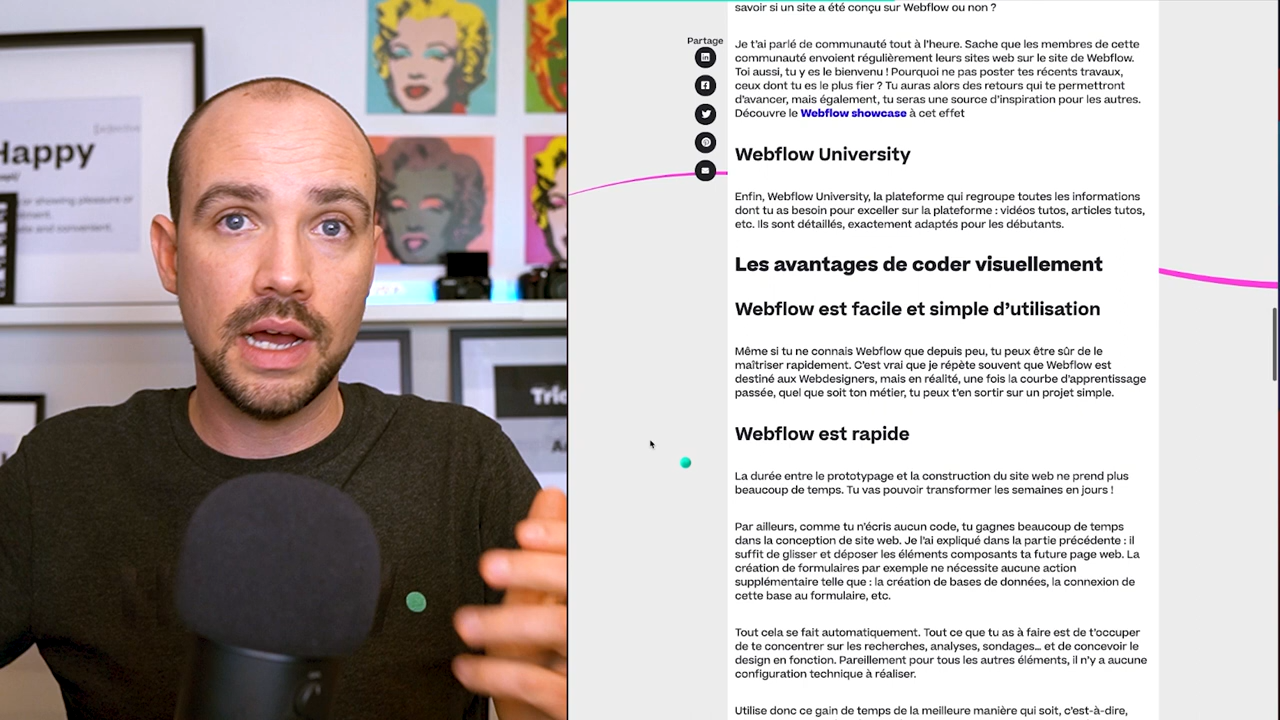 Happy
or showing pleasure or
and convenient.
Tric
savoir si un site a été conçu sur Webflow ou non ?
Partage
Je t'ai parlé de communauté tout à l'heure. Sache que les membres de cette
communauté envoient régulièrement leurs sites web sur le site de Webflow.
Toi aussi, tu y es le bienvenu ! Pourquoi ne pas poster tes récents travaux,
ceux dont tu es le plus fier ? Tu auras alors des retours qui te permettront
d'avancer, mais également, tu seras une source d'inspiration pour les autres.
Découvre le Webflow showcase à cet effet
Webflow University
Enfin, Webflow University, la plateforme qui regroupe toutes les informations
dont tu as besoin pour exceller sur la plateforme : vidéos tutos, articles tutos,
etc. Ils sont détaillés, exactement adaptés pour les débutants.
Les avantages de coder visuellement
Webflow est facile et simple d'utilisation
Même si tu ne connais Webflow que depuis peu, tu peux être sûr de le
maîtriser rapidement. C'est vrai que je répète souvent que Webflow est
destiné aux Webdesigners, mais en réalité, une fois la courbe d'apprentissage
passée, quel que soit ton métier, tu peux t'en sortir sur un projet simple.
Webflow est rapide
La durée entre le prototypage et la construction du site web ne prend plus
beaucoup de temps. Tu vas pouvoir transformer les semaines en jours !
Par ailleurs, comme tu n'écris aucun code, tu gagnes beaucoup de temps
dans la conception de site web. Je l'ai expliqué dans la partie précédente : il
suffit de glisser et déposer les éléments composants ta future page web. La
création de formulaires par exemple ne nécessite aucune action
supplémentaire telle que : la création de bases de données, la connexion de
cette base au formulaire, etc.
Tout cela se fait automatiquement. Tout ce que tu as à faire est de t'occuper
de te concentrer sur les recherches, analyses, sondages... et de concevoir le
design en fonction. Pareillement pour tous les autres éléments, il n'y a aucune
configuration technique à réaliser.
Utilise donc ce gain de temps de la meilleure manière qui soit, c'est-à-dire,